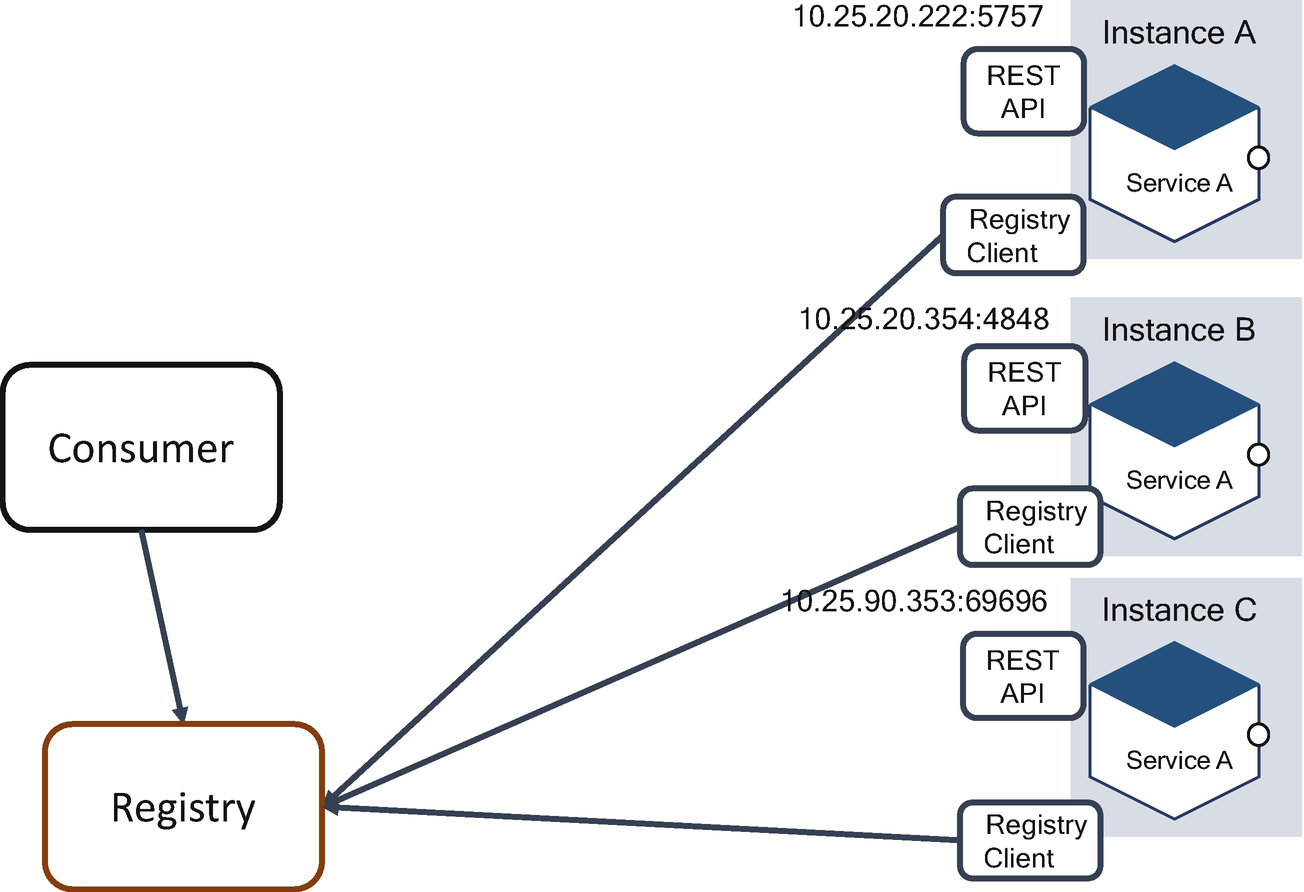 10.25.20.222:5757
Instance A
REST
API
Service A
Registry
Client
10.25.20.354:4848
Instance B
REST
API
Service A
Registry
Client
Consumer
10.25.90.353:69696
Instance C
REST
API
Service A
Registry
Client
Registry